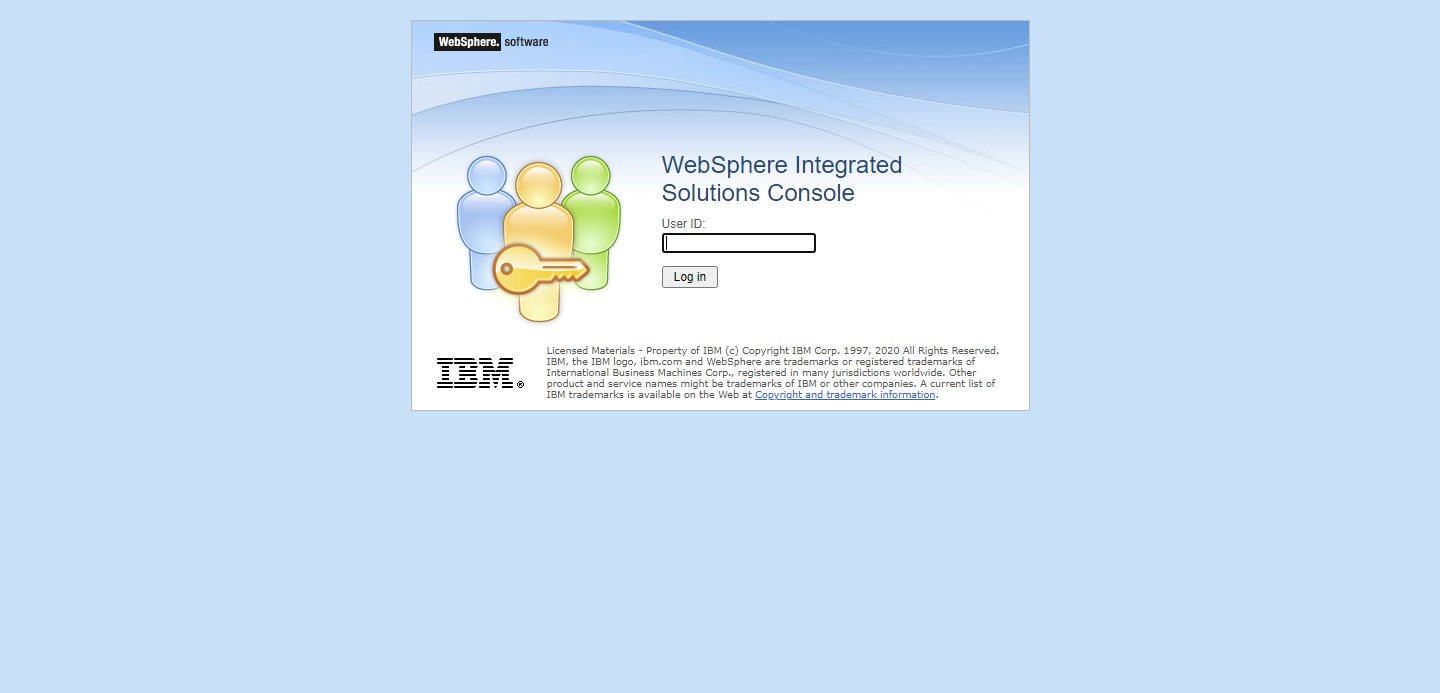 WebSphere. software
WebSphere Integrated
Solutions Console
User ID:
Log in
IBM®
Licensed Materials - Property of IBM (c) Copyright IBM Corp. 1997, 2020 All Rights Reserved.
IBM, the IBM logo, ibm.com and WebSphere are trademarks or registered trademarks of
International Business Machines Corp., registered in many jurisdictions worldwide. Other
product and service names might be trademarks of IBM or other companies. A current list of
IBM trademarks is available on the Web at Copyright and trademark information.